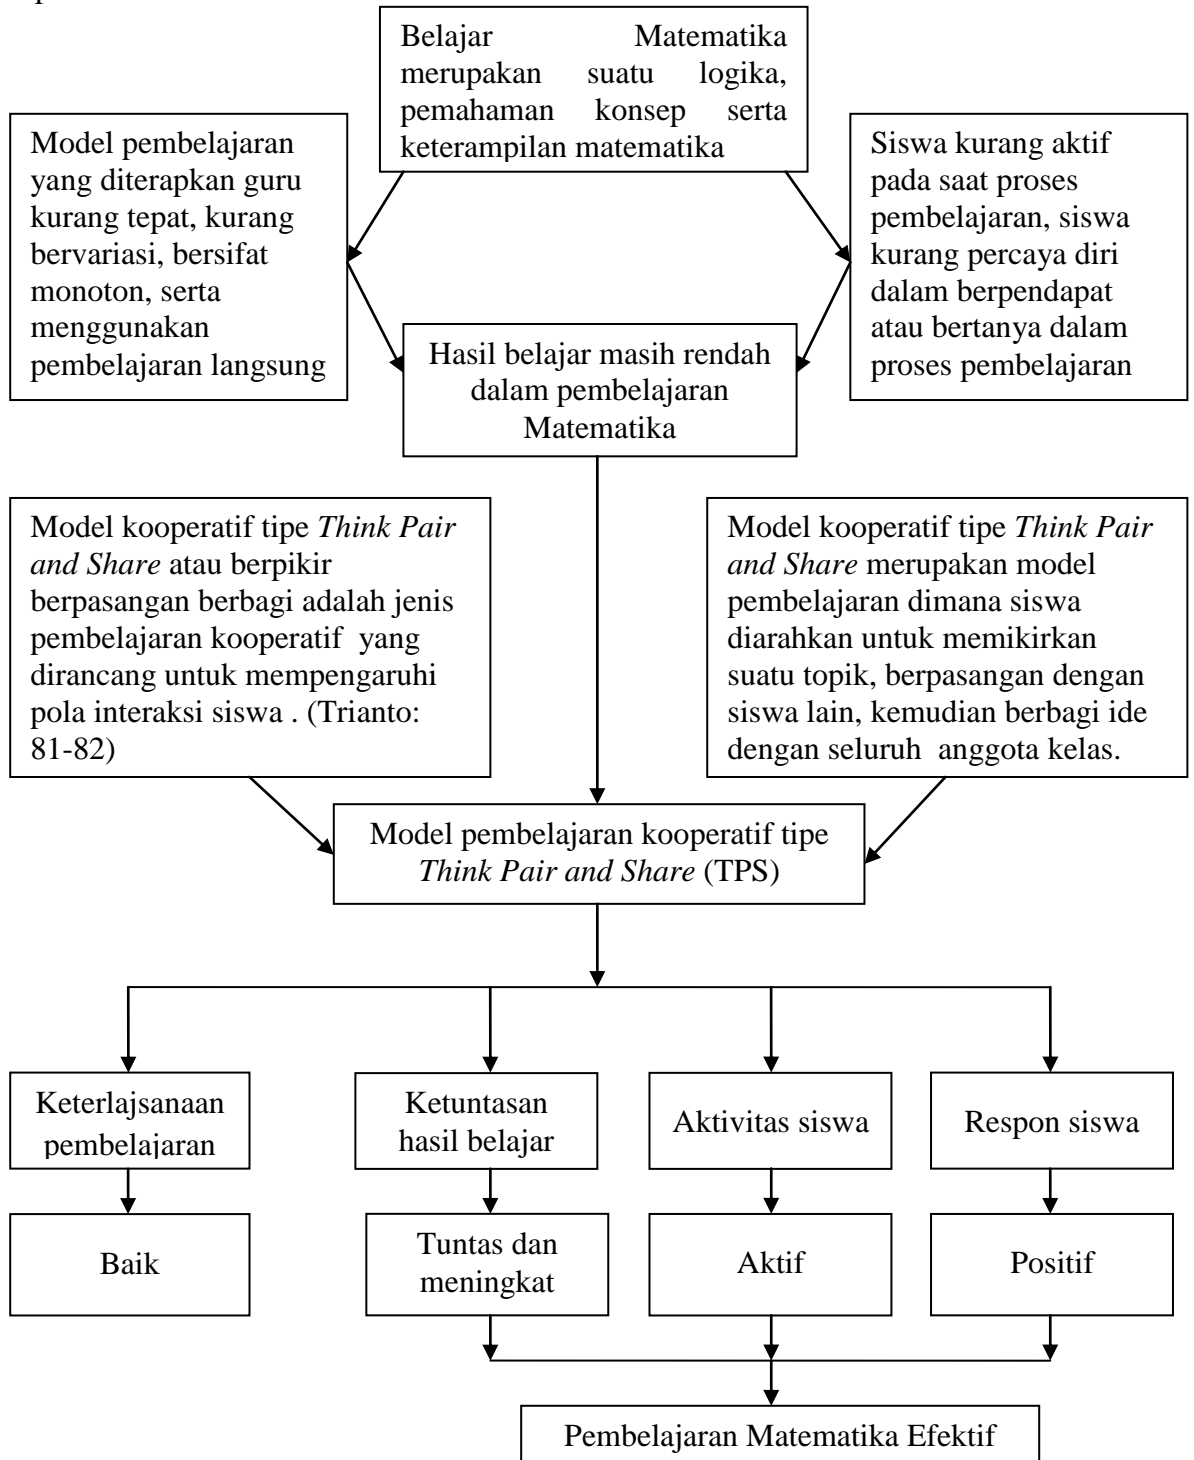 Belajar Matematika
merupakan suatu logika,
pemahaman konsep serta
keterampilan matematika
Model pembelajaran
yang diterapkan guru
kurang tepat, kurang
bervariasi, bersifat
monoton, serta
menggunakan
pembelajaran langsung
Siswa kurang aktif
pada saat proses
pembelajaran, siswa
kurang percaya diri
dalam berpendapat
atau bertanya dalam
proses pembelajaran
Hasil belajar masih rendah
dalam pembelajaran
Matematika
Model kooperatif tipe Think Pair
and Share atau berpikir
berpasangan berbagi adalah jenis
pembelajaran kooperatif yang
dirancang untuk mempengaruhi
pola interaksi siswa . (Trianto:
81-82)
Model kooperatif tipe Think Pair
and Share merupakan model
pembelajaran dimana siswa
diarahkan untuk memikirkan
suatu topik, berpasangan dengan
siswa lain, kemudian berbagi ide
dengan seluruh anggota kelas.
Model pembelajaran kooperatif tipe
Think Pair and Share (TPS)
Keterlajsanaan
pembelajaran
Ketuntasan
hasil belajar
Aktivitas siswa
Respon siswa
Baik
Tuntas dan
meningkat
Aktif
Positif
Pembelajaran Matematika Efektif